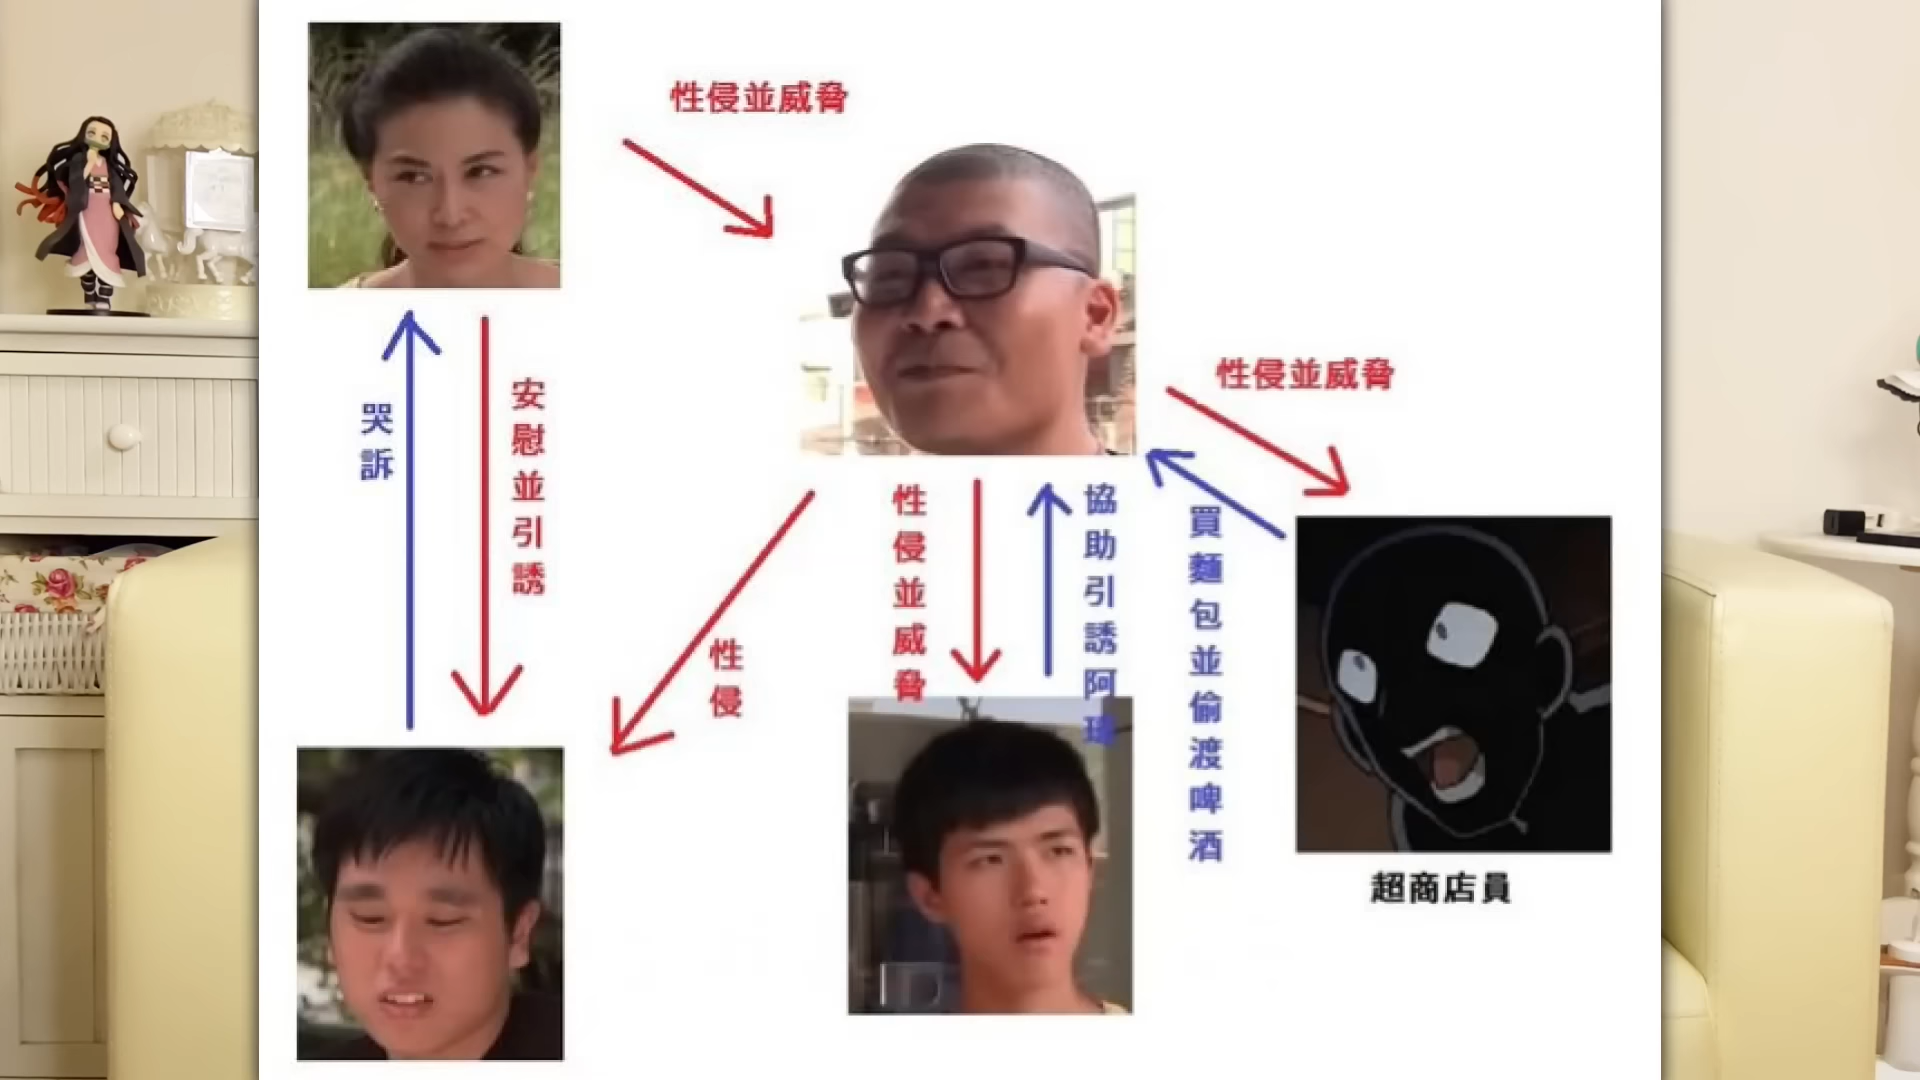 性侵並威脅
性侵並威脅
哭訴
安慰並引誘
性侵
性侵並威脅
協助引誘阿瑋
買麵包並偷渡啤酒
超商店員